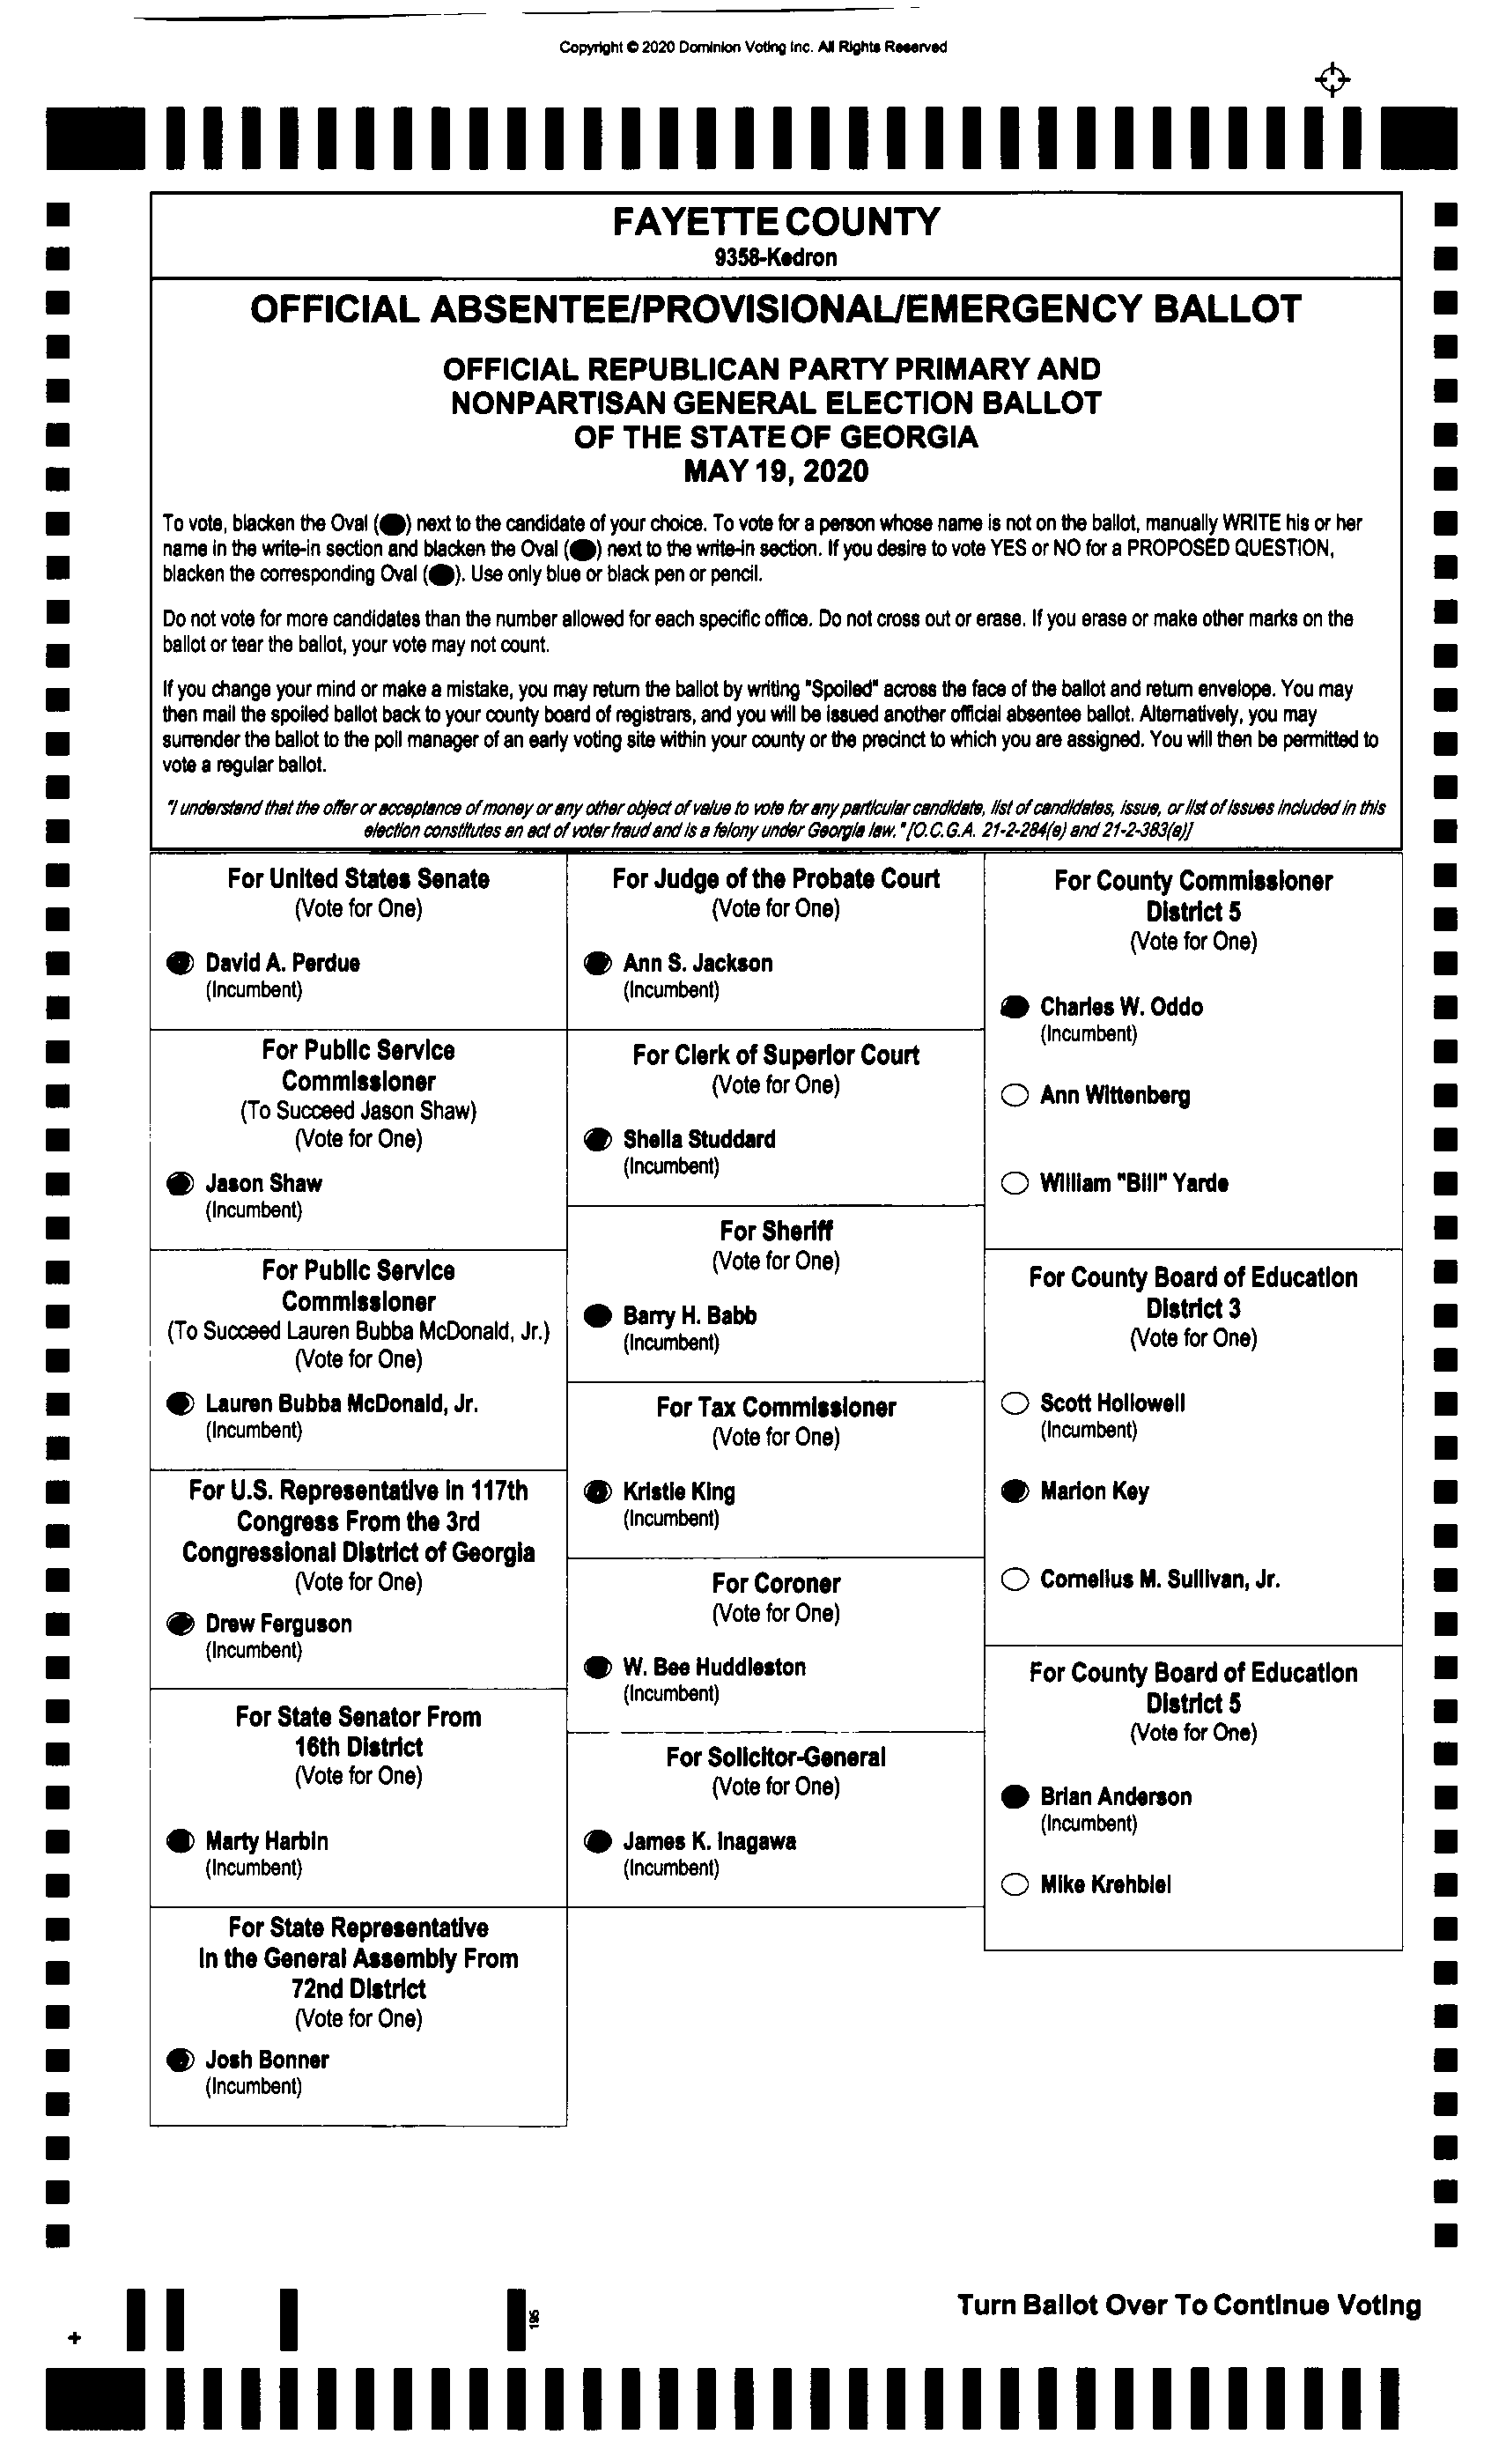 Copyright © 2020 Dominion Voting Inc. All Rights Reserved
FAYETTE COUNTY
9358-Kedron
OFFICIAL ABSENTEE/PROVISIONAL/EMERGENCY BALLOT
OFFICIAL REPUBLICAN PARTY PRIMARY AND
NONPARTISAN GENERAL ELECTION BALLOT
OF THE STATE OF GEORGIA
MAY 19, 2020
To vote, blacken the Oval () next to the candidate of your choice. To vote for a person whose name is not on the ballot, manually WRITE his or her
name in the write-in section and blacken the Oval () next to the write-in section. If you desire to vote YES or NO for a PROPOSED QUESTION,
blacken the corresponding Oval (). Use only blue or black pen or pencil.
Do not vote for more candidates than the number allowed for each specific office. Do not cross out or erase. If you erase or make other marks on the
ballot or tear the ballot, your vote may not count.
If you change your mind or make a mistake, you may return the ballot by writing "Spoiled" across the face of the ballot and return envelope. You may
then mail the spoiled ballot back to your county board of registrars, and you will be issued another official absentee ballot. Alternatively, you may
surrender the ballot to the poll manager of an early voting site within your county or the precinct to which you are assigned. You will then be permitted to
vote a regular ballot.
"I understand that the offer or acceptance of money or any other object of value to vote for any particular candidate, list of candidates, issue, or list of issues included in this
election constitutes an act of voter fraud and is a felony under Georgia law." [O.C.G.A. 21-2-284(e) and 21-2-383(a)]
For United States Senate
(Vote for One)
David A. Perdue
(Incumbent)
For Public Service
Commissioner
(To Succeed Jason Shaw)
(Vote for One)
Jason Shaw
(Incumbent)
For Public Service
Commissioner
(To Succeed Lauren Bubba McDonald, Jr.)
(Vote for One)
Lauren Bubba McDonald, Jr.
(Incumbent)
For U.S. Representative in 117th
Congress From the 3rd
Congressional District of Georgia
(Vote for One)
Drew Ferguson
(Incumbent)
For State Senator From
16th District
(Vote for One)
Marty Harbin
(Incumbent)
For State Representative
In the General Assembly From
72nd District
(Vote for One)
Josh Bonner
(Incumbent)
For Judge of the Probate Court
(Vote for One)
Ann S. Jackson
(Incumbent)
For Clerk of Superior Court
(Vote for One)
Sheila Studdard
(Incumbent)
For Sheriff
(Vote for One)
Barry H. Babb
(Incumbent)
For Tax Commissioner
(Vote for One)
Kristie King
(Incumbent)
For Coroner
(Vote for One)
W. Bee Huddleston
(Incumbent)
For Solicitor-General
(Vote for One)
James K. Inagawa
(Incumbent)
For County Commissioner
District 5
(Vote for One)
Charles W. Oddo
(Incumbent)
Ann Wittenberg
William "Bill" Yarde
For County Board of Education
District 3
(Vote for One)
Scott Hollowell
(Incumbent)
Marion Key
Cornelius M. Sullivan, Jr.
For County Board of Education
District 5
(Vote for One)
Brian Anderson
(Incumbent)
Mike Krehbiel
Turn Ballot Over To Continue Voting
195